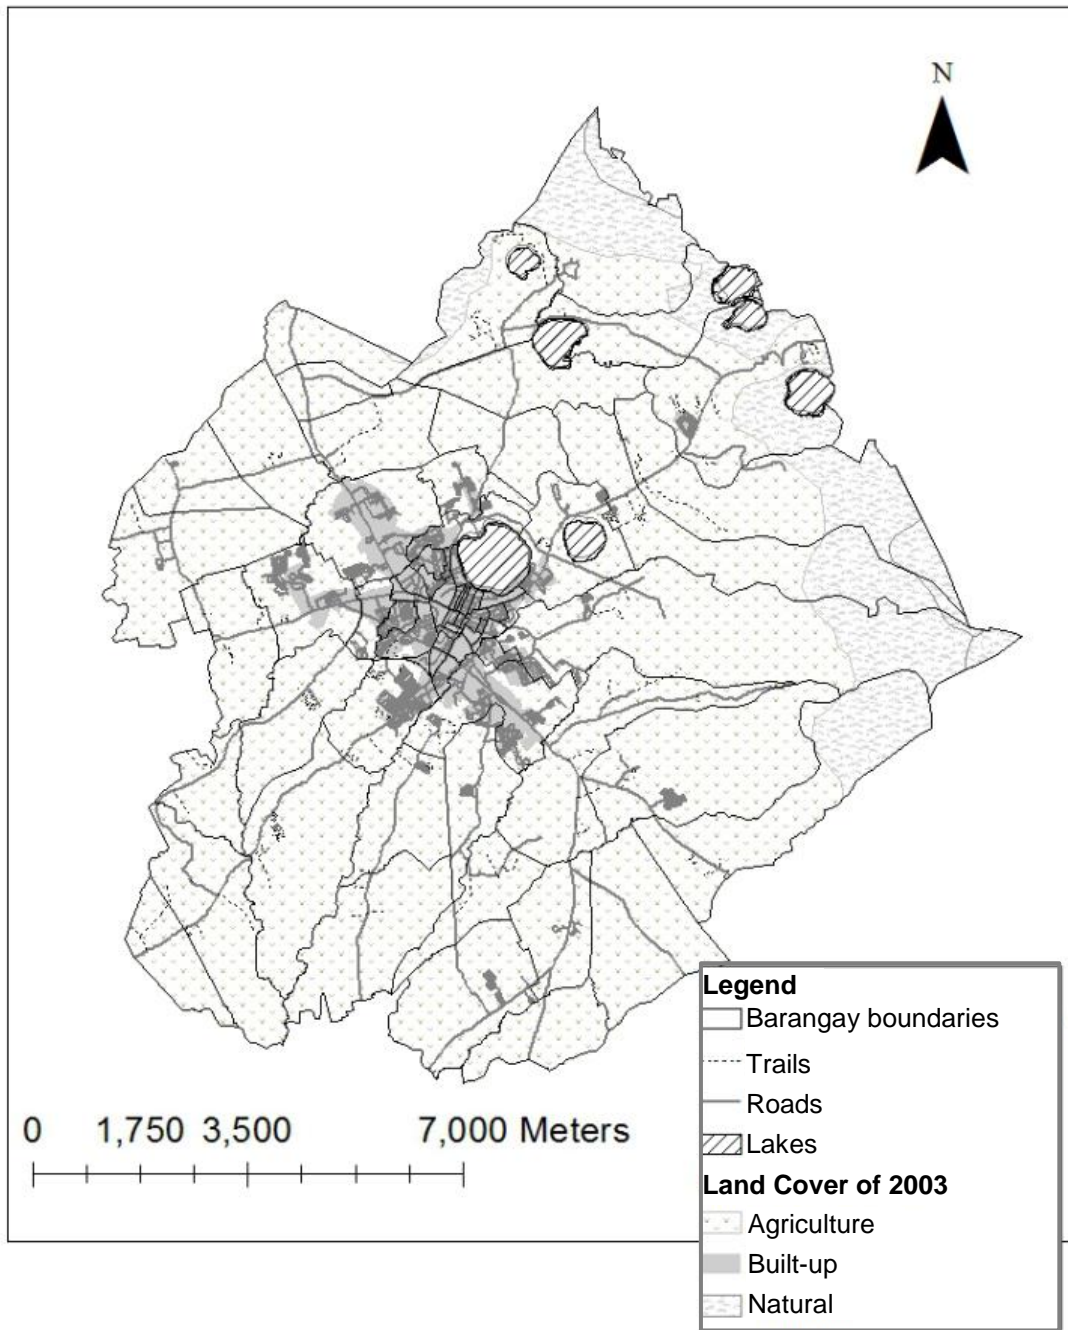 N
Legend
Barangay boundaries
Trails
Roads
Lakes
0 1,750 3,500 7,000 Meters
Land Cover of 2003
Agriculture
Built-up
Natural